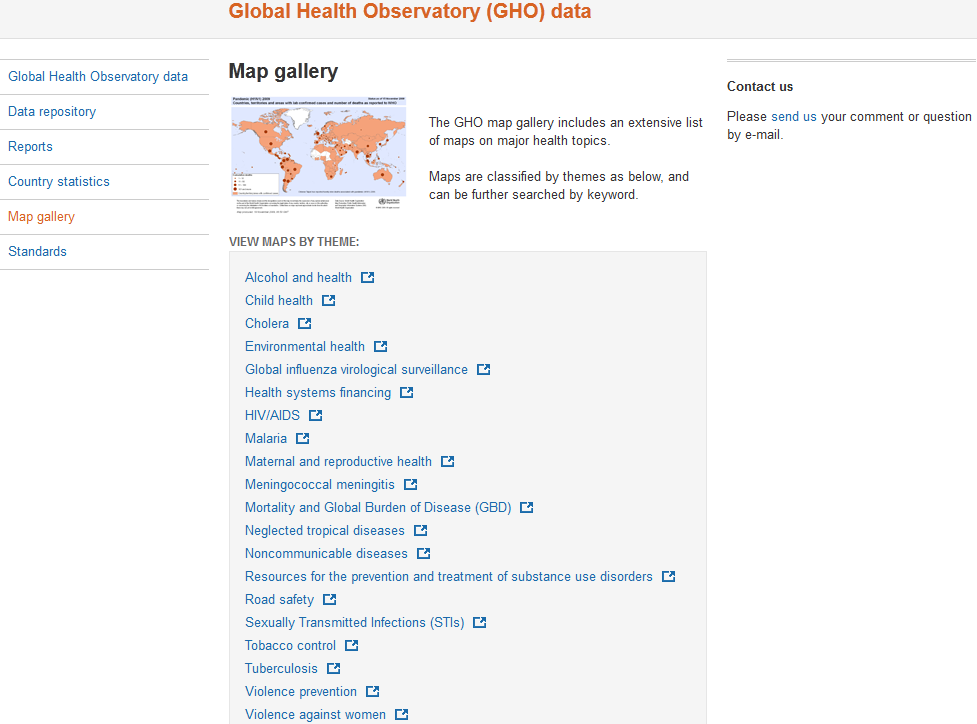 Global Health Observatory (GHO) data
Global Health Observatory data
Data repository
Reports
Country statistics
Map gallery
Standards
Map gallery
The GHO map gallery includes an extensive list
of maps on major health topics.
Maps are classified by themes as below, and
can be further searched by keyword.
VIEW MAPS BY THEME:
Alcohol and health
Child health
Cholera
Environmental health
Global influenza virological surveillance
Health systems financing
HIV/AIDS
Malaria
Maternal and reproductive health
Meningococcal meningitis
Mortality and Global Burden of Disease (GBD)
Neglected tropical diseases
Noncommunicable diseases
Resources for the prevention and treatment of substance use disorders
Road safety
Sexually Transmitted Infections (STIs)
Tobacco control
Tuberculosis
Violence prevention
Violence against women
Contact us
Please send us your comment or question
by e-mail.